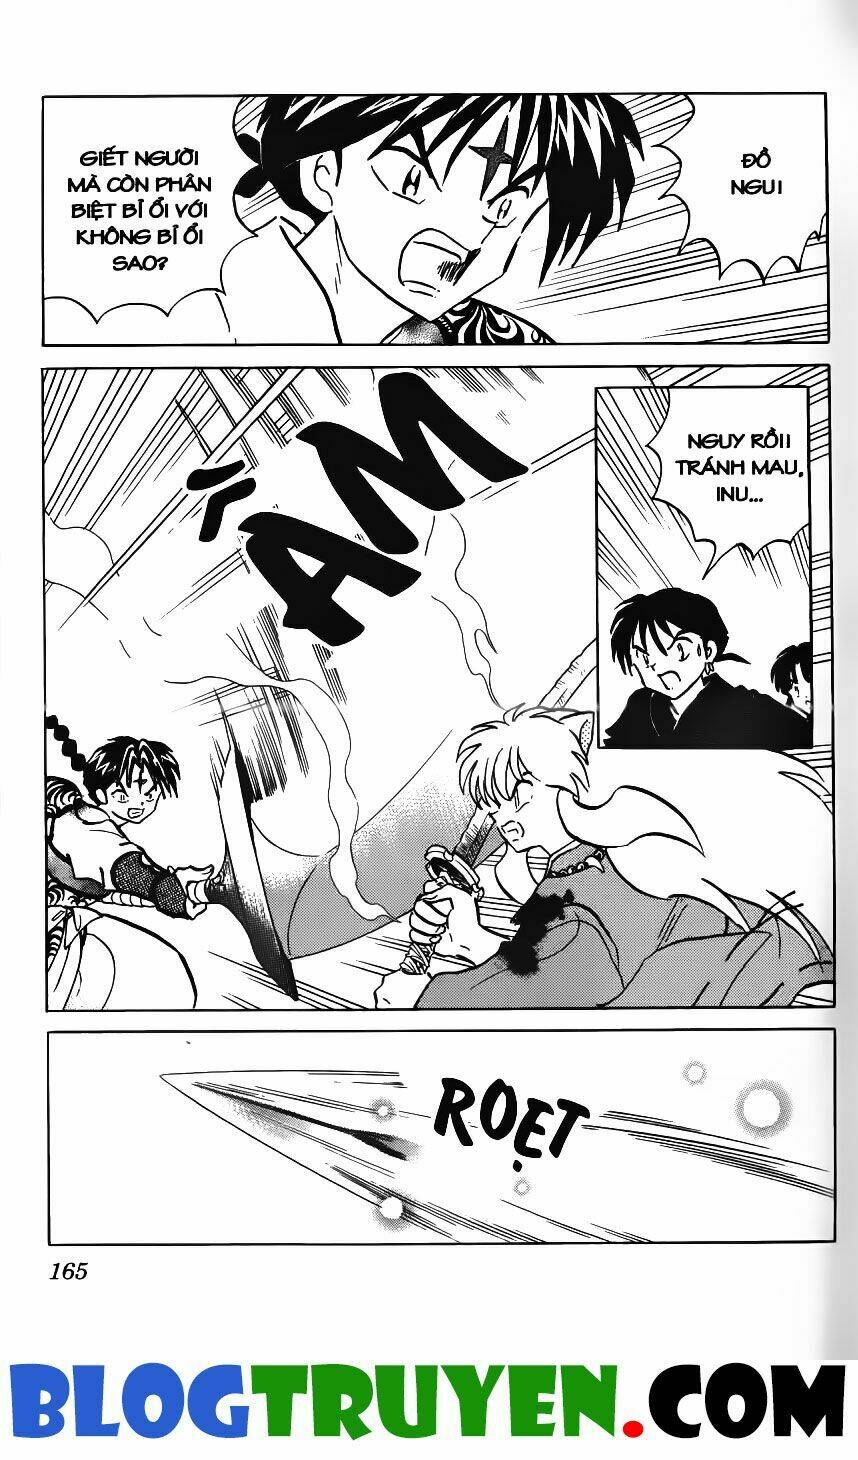 GIẾT NGƯỜI
MÀ CÒN PHÂN
BIỆT BỈ ỔI VỚI
KHÔNG BỈ ỔI
SAO?
ĐỒ
NGU!
NGUY RỒI!
TRÁNH MAU,
INU...
ẦM
ROẸT
165
BLOGTRUYEN.COM